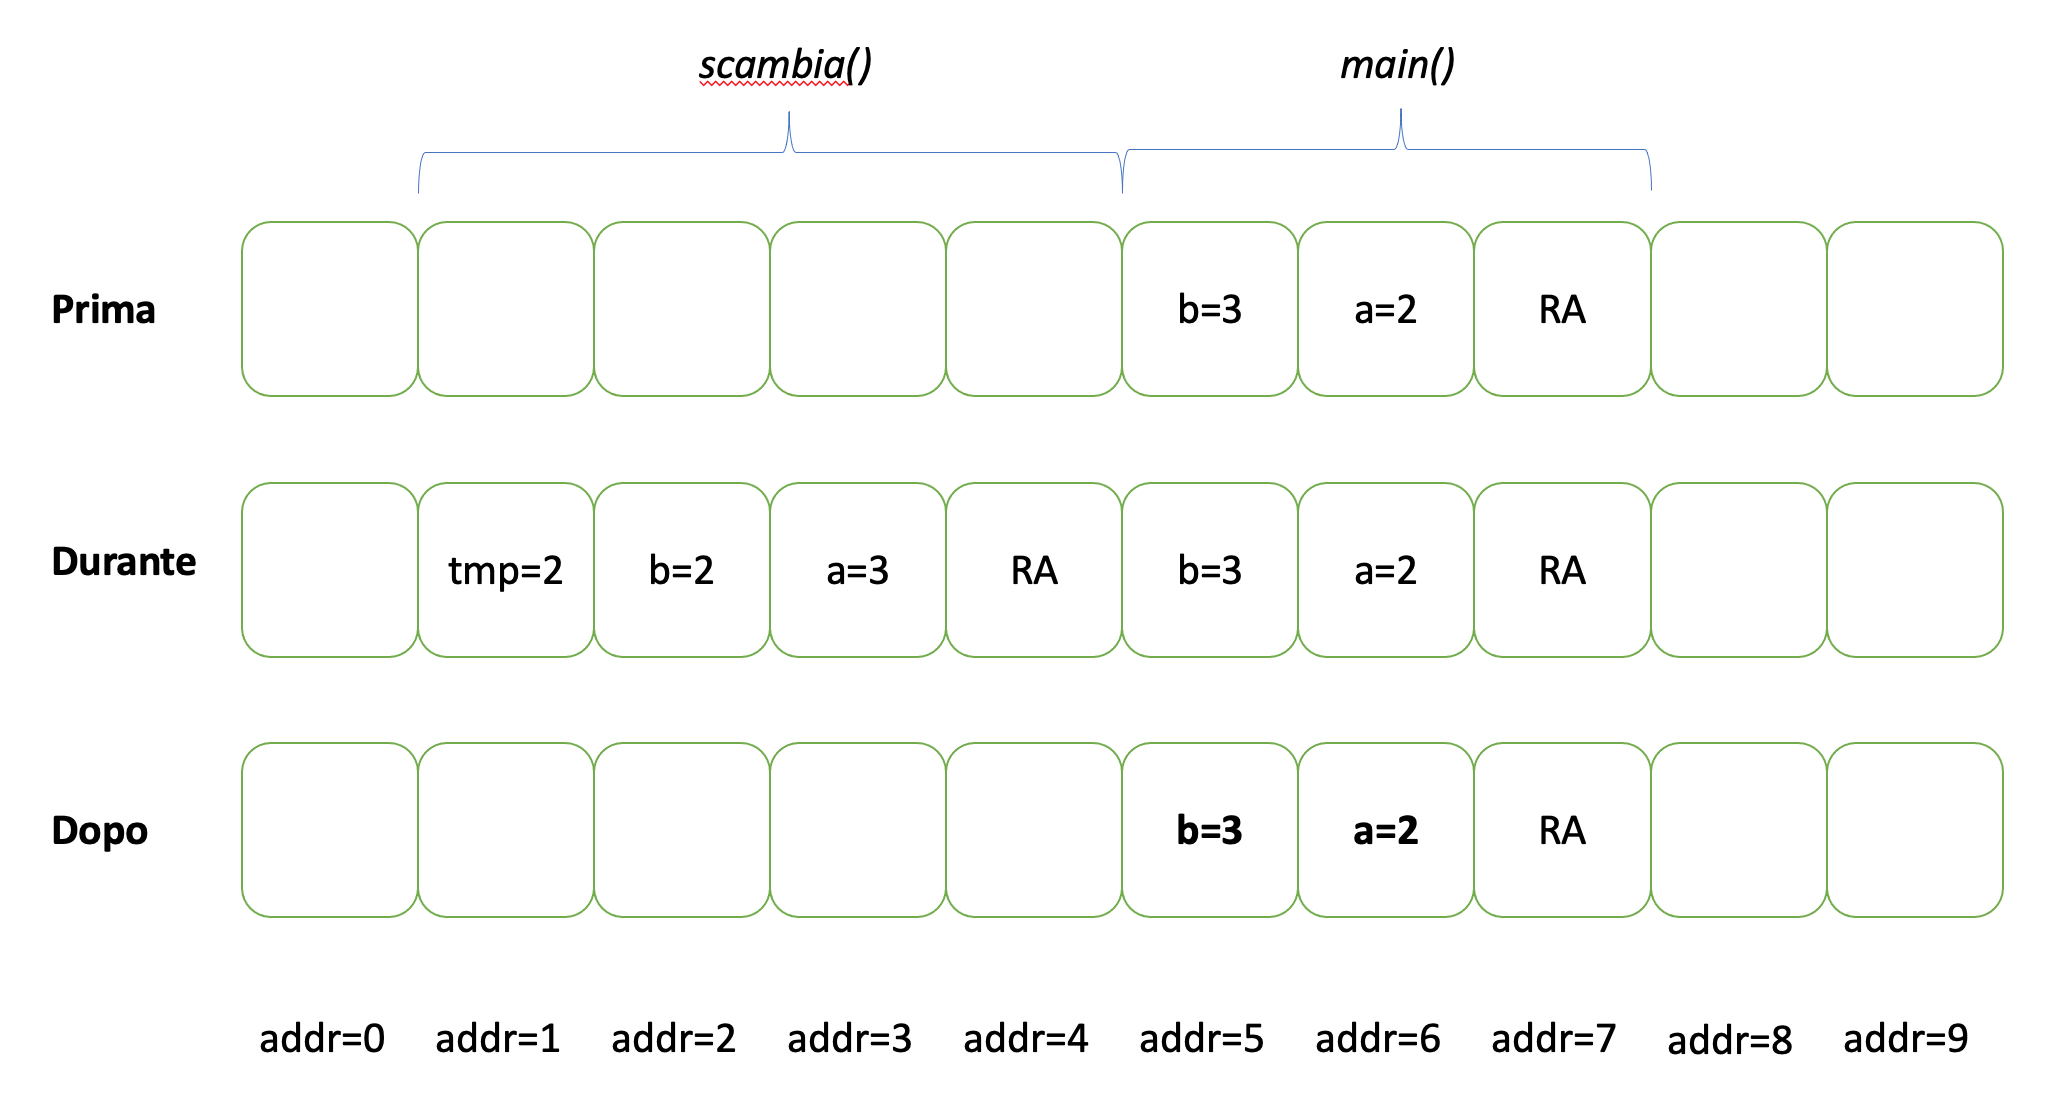 scambia() main()
Prima b=3 a=2 RA
Durante tmp=2 b=2 a=3 RA b=3 a=2 RA
Dopo b=3 a=2 RA
addr=0 addr=1 addr=2 addr=3 addr=4 addr=5 addr=6 addr=7 addr=8 addr=9